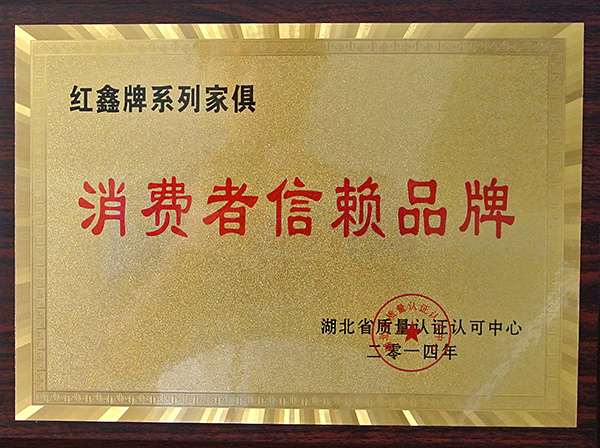 红鑫牌系列家俱
消费者信赖品牌
湖北省质量认证认可中心
二零一四年